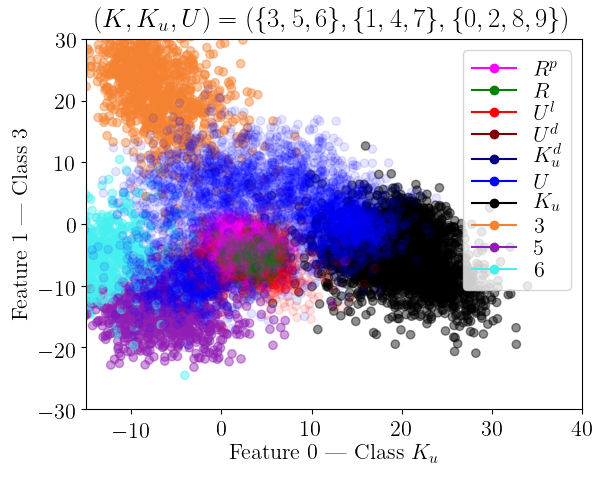 (K, K_u, U) = ({3, 5, 6}, {1, 4, 7}, {0, 2, 8, 9})
30
20
10
0
−10
−20
−30
Feature 1 — Class 3
R^p
R
U^l
U^d
K_u^d
U
K_u
3
5
6
−10 0 10 20 30 40
Feature 0 — Class K_u